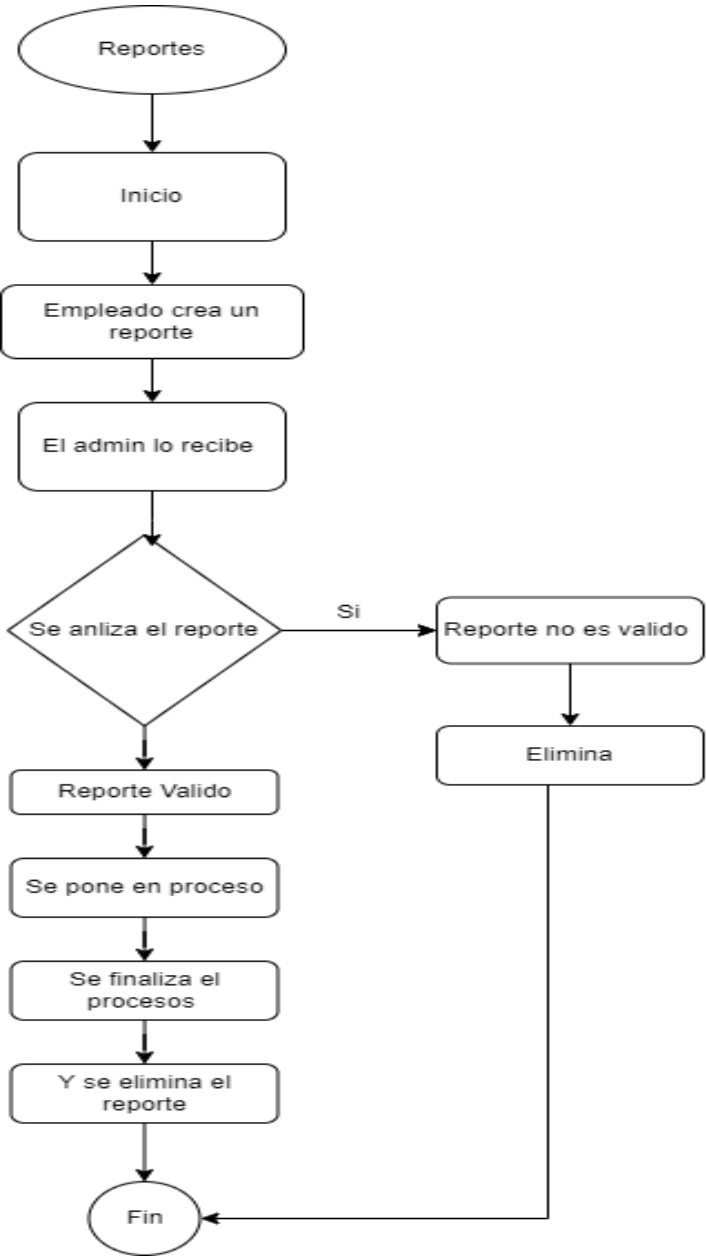 Reportes
Inicio
Empleado crea un
reporte
El admin lo recibe
Se anliza el reporte
Si
Reporte no es valido
Elimina
Reporte Valido
Se pone en proceso
Se finaliza el
procesos
Y se elimina el
reporte
Fin